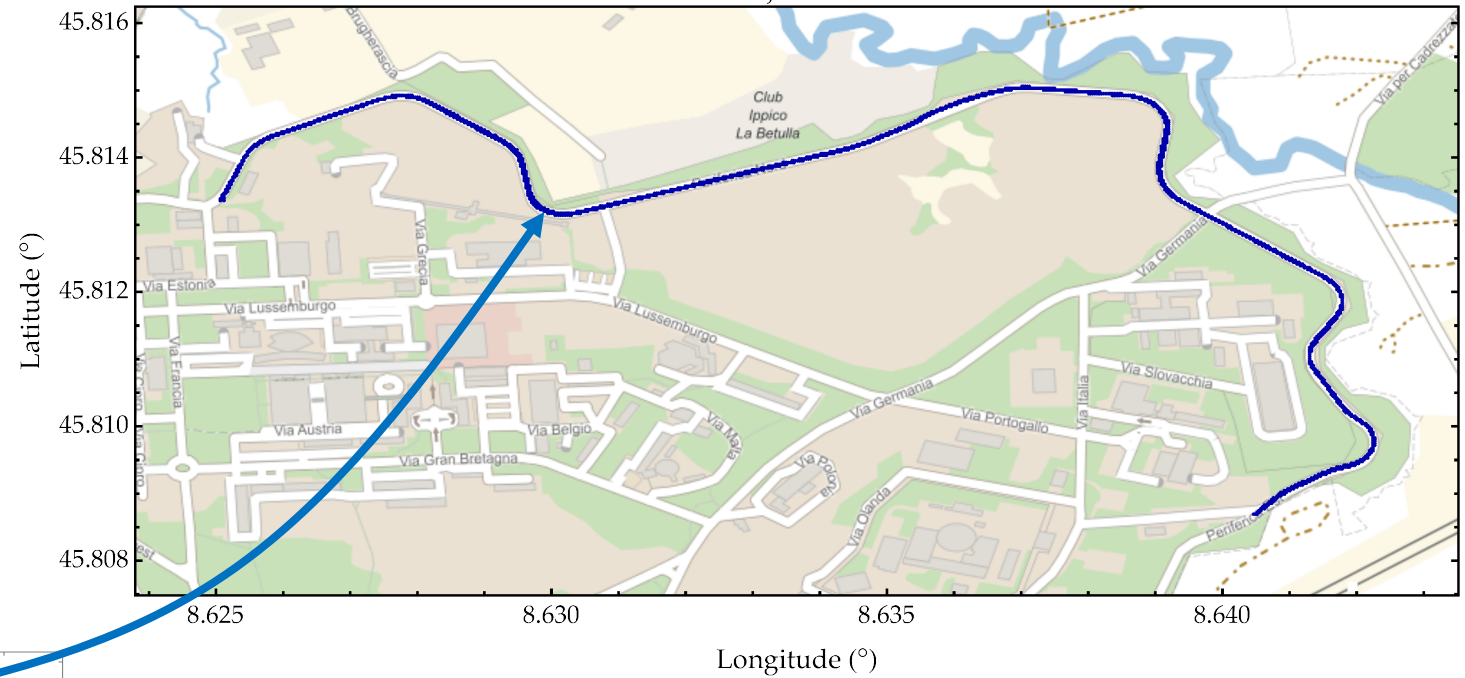 45.816
45.814
45.812
45.810
45.808
Latitude (°)
Brugherascia
Via per Cadrezzate
Club
Ippico
La Betulla
Via Grecia
Via Germania
Via Estonia
Via Lussemburgo
Via Lussemburgo
Via Francia
Via Slovacchia
Via Italia
Via Germania
Via Portogallo
Via Austria
Via Belgio
Via Malta
Via Gran Bretagna
Via Cipro
Via Polonia
Via Olanda
8.625
8.630
8.635
8.640
Longitude (°)